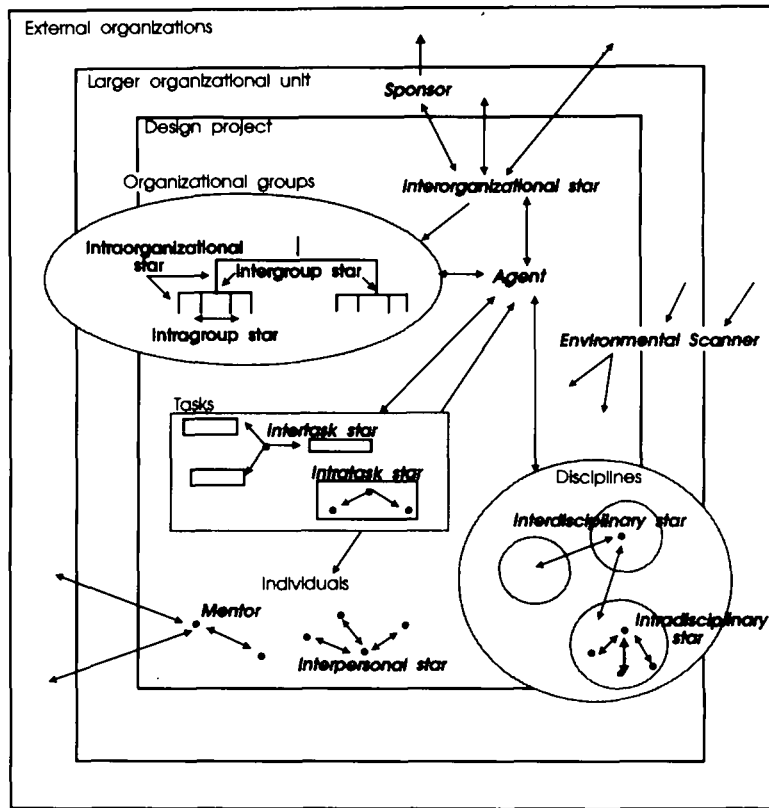 External organizations
Larger organizational unit
Sponsor
Design project
Organizational groups
Interorganizational star
Intraorganizational
star
Intergroup star
Agent
Intragroup star
Environmental Scanner
Tasks
Intertask star
Intratask star
Disciplines
Interdisciplinary star
Individuals
Mentor
Interpersonal star
Intradisciplinary
star